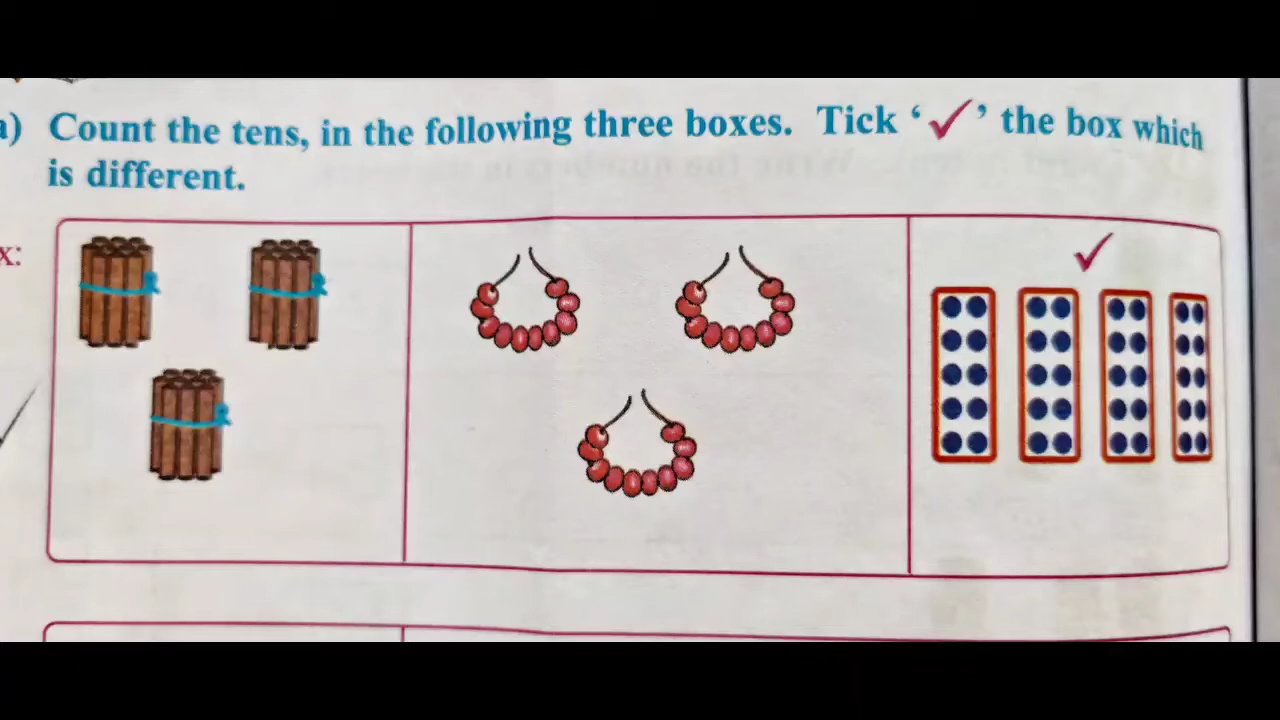 a) Count the tens, in the following three boxes. Tick ‘✓’ the box which
is different.
x: